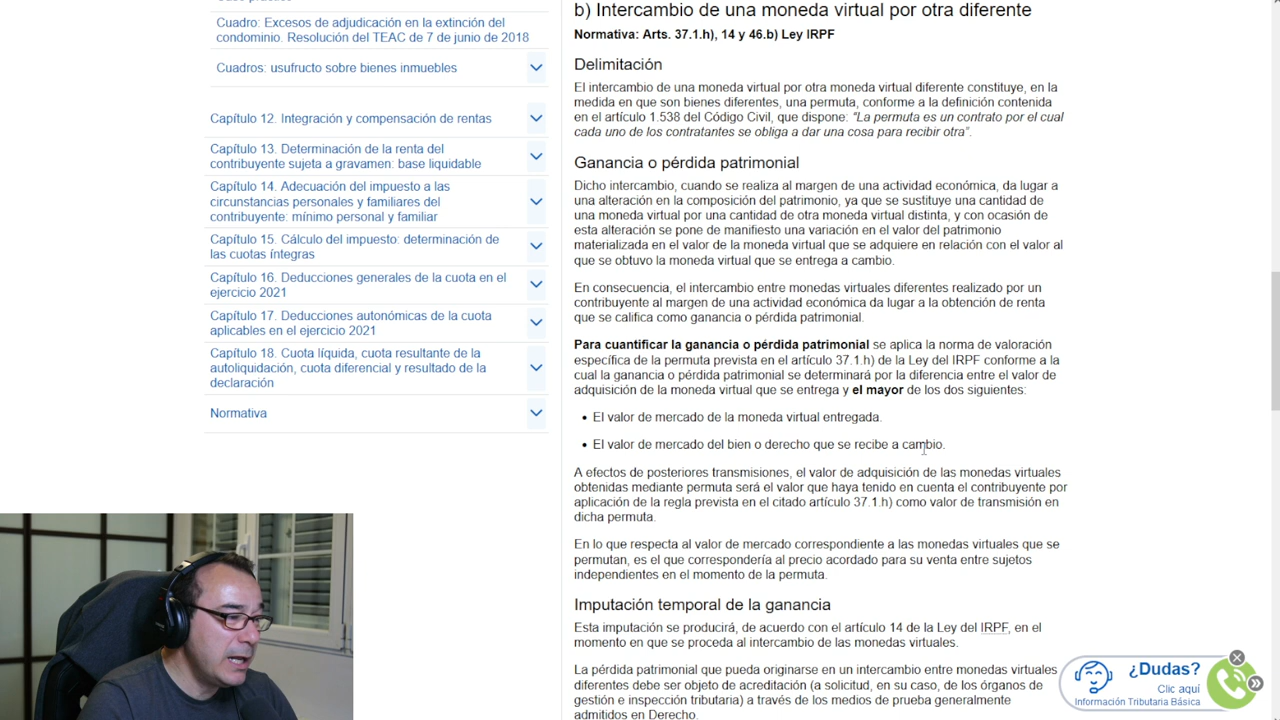 Cuadro: Excesos de adjudicación en la extinción del
condominio. Resolución del TEAC de 7 de junio de 2018
Cuadros: usufructo sobre bienes inmuebles
Capítulo 12. Integración y compensación de rentas
Capítulo 13. Determinación de la renta del
contribuyente sujeta a gravamen: base liquidable
Capítulo 14. Adecuación del impuesto a las
circunstancias personales y familiares del
contribuyente: mínimo personal y familiar
Capítulo 15. Cálculo del impuesto: determinación de
las cuotas íntegras
Capítulo 16. Deducciones generales de la cuota en el
ejercicio 2021
Capítulo 17. Deducciones autonómicas de la cuota
aplicables en el ejercicio 2021
Capítulo 18. Cuota líquida, cuota resultante de la
autoliquidación, cuota diferencial y resultado de la
declaración
Normativa
b) Intercambio de una moneda virtual por otra diferente
Normativa: Arts. 37.1.h), 14 y 46.b) Ley IRPF
Delimitación
El intercambio de una moneda virtual por otra moneda virtual diferente constituye, en la
medida en que son bienes diferentes, una permuta, conforme a la definición contenida
en el artículo 1.538 del Código Civil, que dispone: "La permuta es un contrato por el cual
cada uno de los contratantes se obliga a dar una cosa para recibir otra".
Ganancia o pérdida patrimonial
Dicho intercambio, cuando se realiza al margen de una actividad económica, da lugar a
una alteración en la composición del patrimonio, ya que se sustituye una cantidad de
una moneda virtual por una cantidad de otra moneda virtual distinta, y con ocasión de
esta alteración se pone de manifiesto una variación en el valor del patrimonio
materializada en el valor de la moneda virtual que se adquiere en relación con el valor al
que se obtuvo la moneda virtual que se entrega a cambio.
En consecuencia, el intercambio entre monedas virtuales diferentes realizado por un
contribuyente al margen de una actividad económica da lugar a la obtención de renta
que se califica como ganancia o pérdida patrimonial.
Para cuantificar la ganancia o pérdida patrimonial se aplica la norma de valoración
específica de la permuta prevista en el artículo 37.1.h) de la Ley del IRPF conforme a la
cual la ganancia o pérdida patrimonial se determinará por la diferencia entre el valor de
adquisición de la moneda virtual que se entrega y el mayor de los dos siguientes:
• El valor de mercado de la moneda virtual entregada.
• El valor de mercado del bien o derecho que se recibe a cambio.
A efectos de posteriores transmisiones, el valor de adquisición de las monedas virtuales
obtenidas mediante permuta será el valor que haya tenido en cuenta el contribuyente por
aplicación de la regla prevista en el citado artículo 37.1.h) como valor de transmisión en
dicha permuta.
En lo que respecta al valor de mercado correspondiente a las monedas virtuales que se
permutan, es el que correspondería al precio acordado para su venta entre sujetos
independientes en el momento de la permuta.
Imputación temporal de la ganancia
Esta imputación se producirá, de acuerdo con el artículo 14 de la Ley del IRPF, en el
momento en que se proceda al intercambio de las monedas virtuales.
La pérdida patrimonial que pueda originarse en un intercambio entre monedas virtuales
diferentes debe ser objeto de acreditación (a solicitud, en su caso, de los órganos de
gestión e inspección tributaria) a través de los medios de prueba generalmente
admitidos en Derecho.
¿Dudas?
Clic aquí
Información Tributaria Básica